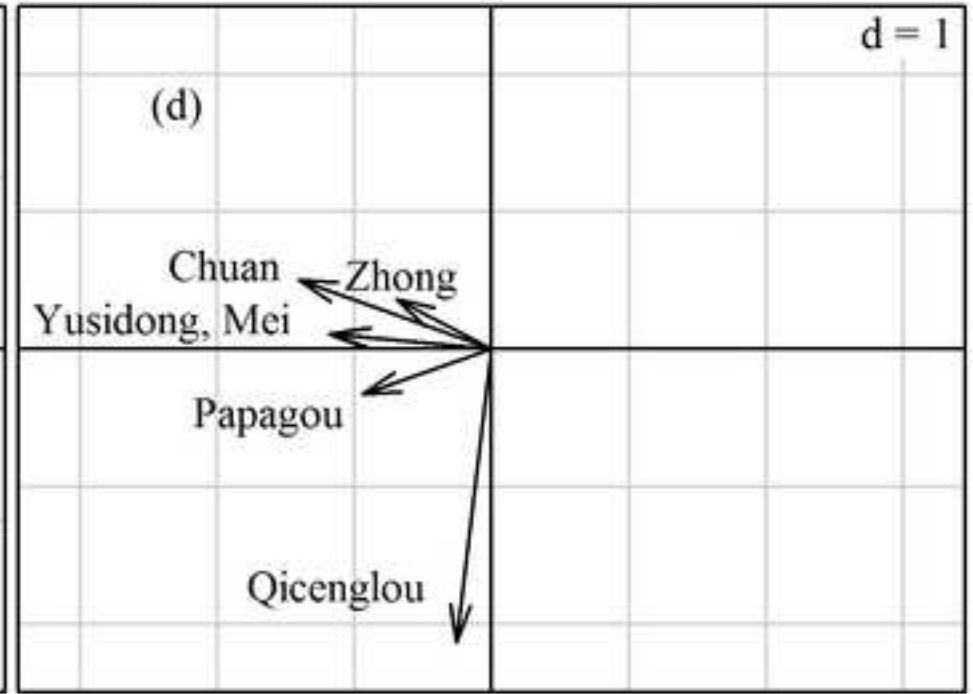 d = 1
(d)
Chuan
Zhong
Yusidong, Mei
Papagou
Qicenglou